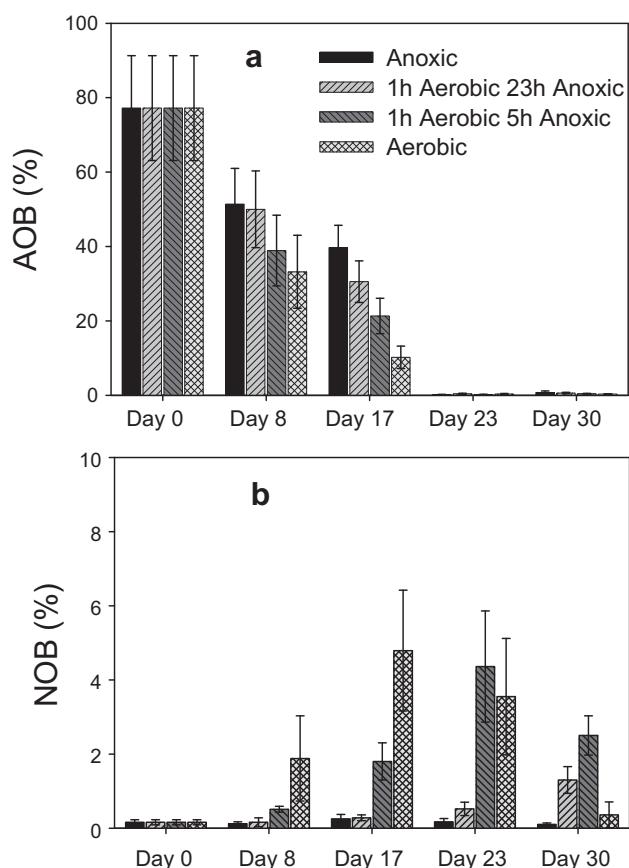 a
Anoxic
1h Aerobic 23h Anoxic
1h Aerobic 5h Anoxic
Aerobic
AOB (%)
100
80
60
40
20
0
Day 0 Day 8 Day 17 Day 23 Day 30
b
NOB (%)
10
8
6
4
2
0
Day 0 Day 8 Day 17 Day 23 Day 30